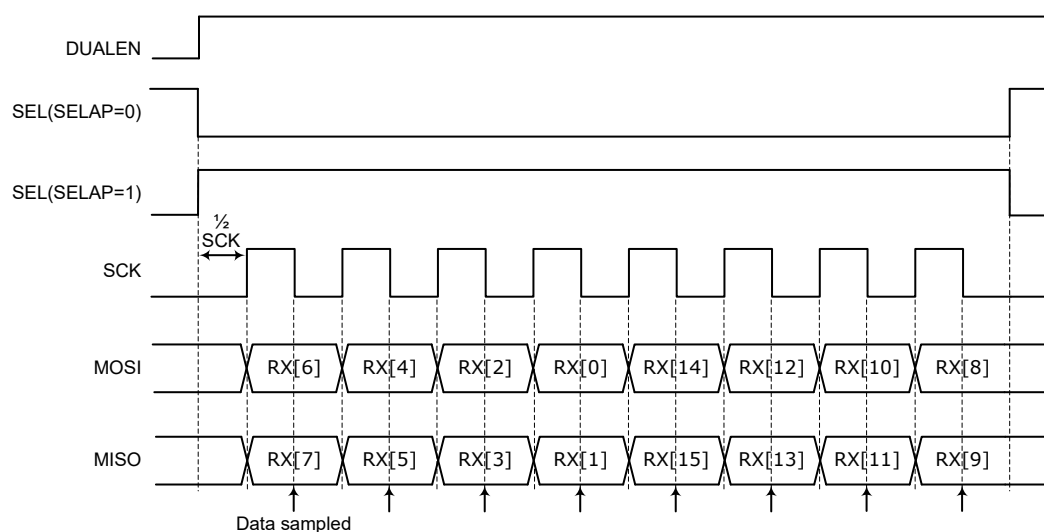 DUALEN
SEL(SELAP=0)
SEL(SELAP=1)
½
SCK
SCK
MOSI RX[6] RX[4] RX[2] RX[0] RX[14] RX[12] RX[10] RX[8]
MISO RX[7] RX[5] RX[3] RX[1] RX[15] RX[13] RX[11] RX[9]
Data sampled